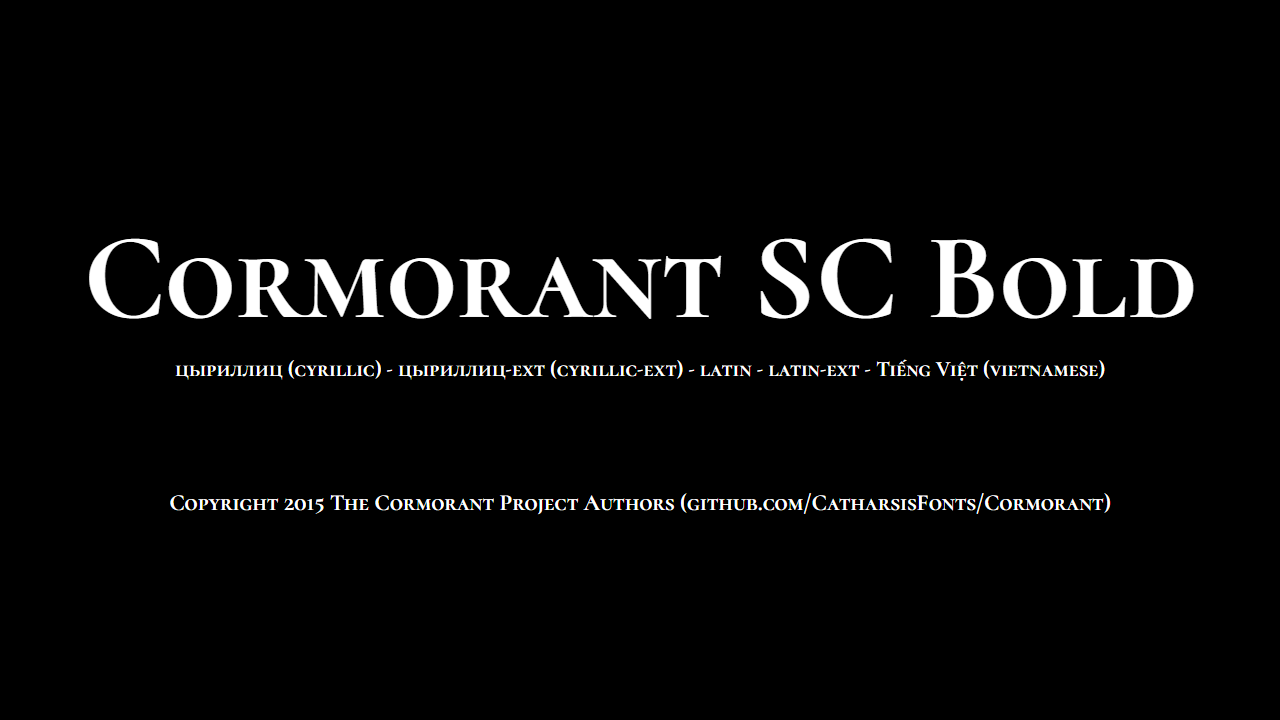 Cormorant SC Bold
цыриллиц (cyrillic) - цыриллиц-ext (cyrillic-ext) - latin - latin-ext - Tiếng Việt (vietnamese)
Copyright 2015 The Cormorant Project Authors (github.com/CatharsisFonts/Cormorant)